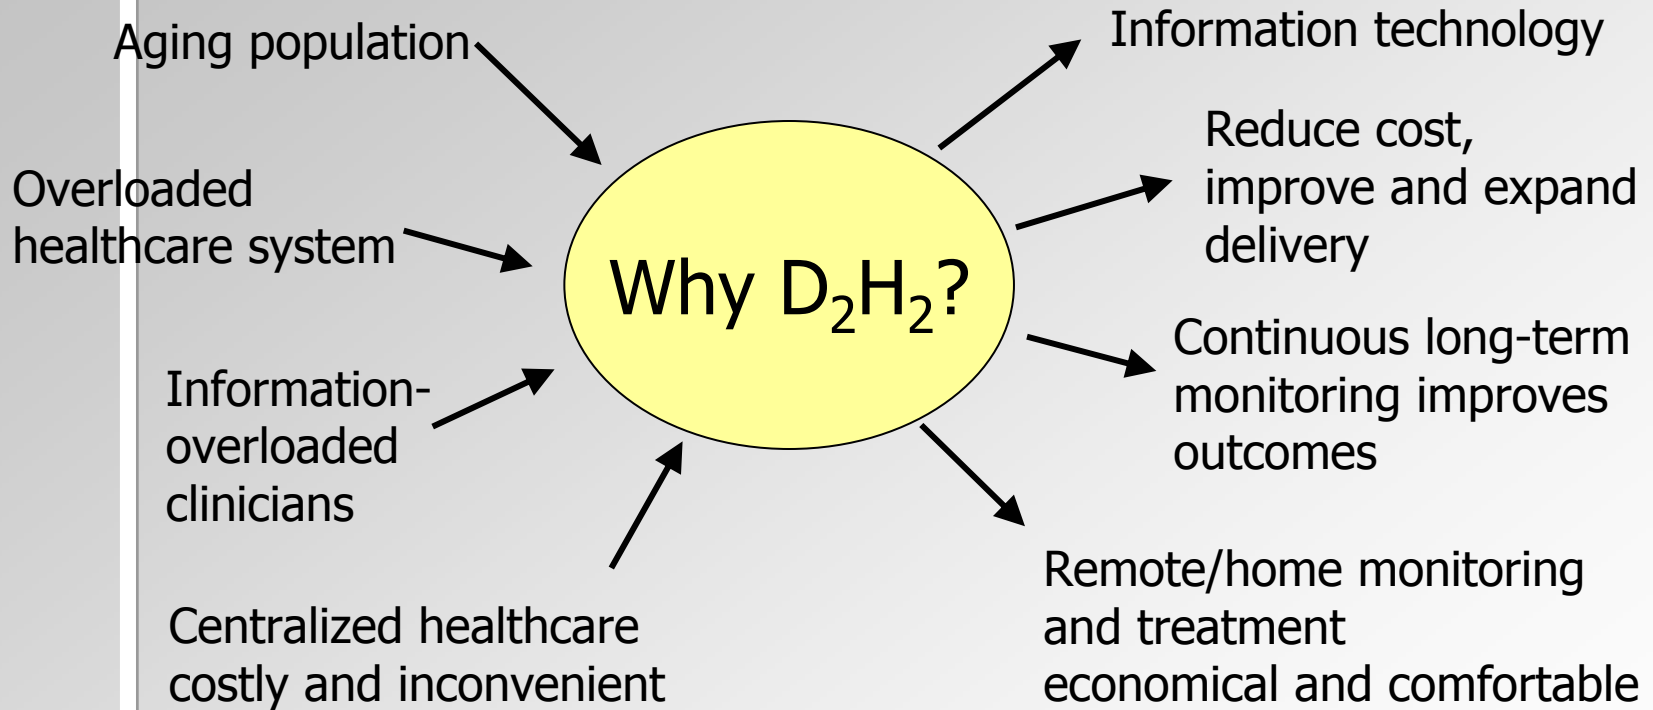 Aging population
Overloaded
healthcare system
Information-
overloaded
clinicians
Centralized healthcare
costly and inconvenient
Why D₂H₂?
Information technology
Reduce cost,
improve and expand
delivery
Continuous long-term
monitoring improves
outcomes
Remote/home monitoring
and treatment
economical and comfortable